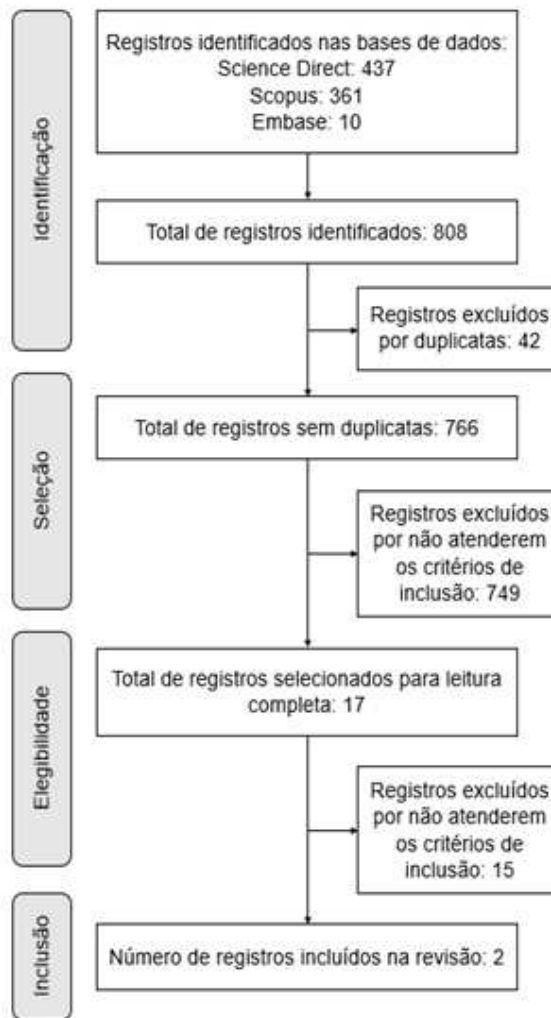 Identificação
Registros identificados nas bases de dados:
Science Direct: 437
Scopus: 361
Embase: 10
Total de registros identificados: 808
Registros excluídos
por duplicatas: 42
Seleção
Total de registros sem duplicatas: 766
Registros excluídos
por não atenderem
os critérios de
inclusão: 749
Elegibilidade
Total de registros selecionados para leitura
completa: 17
Registros excluídos
por não atenderem
os critérios de
inclusão: 15
Inclusão
Número de registros incluídos na revisão: 2